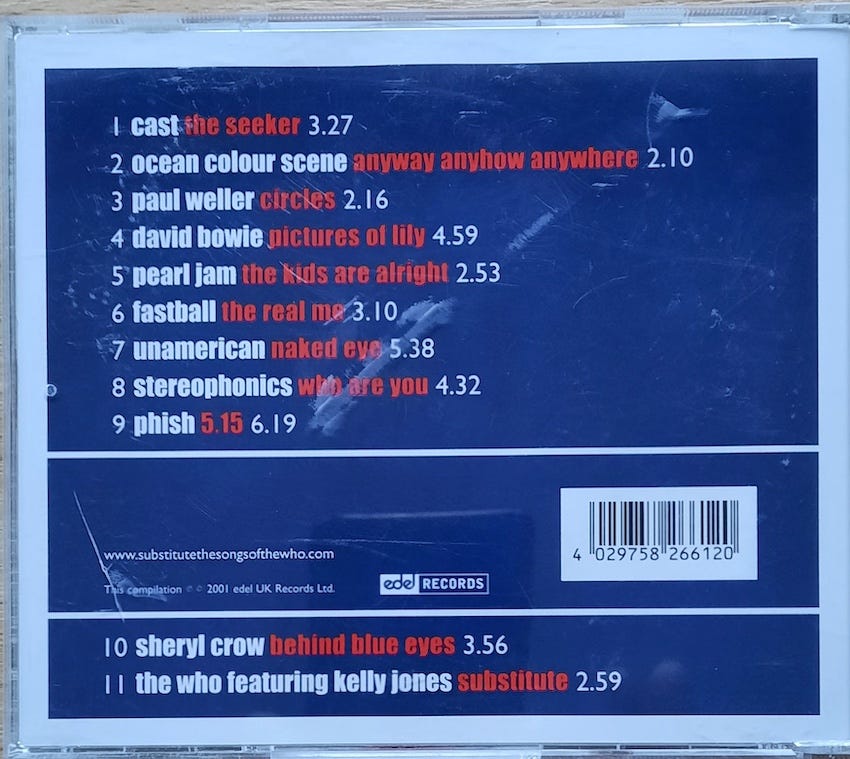 1 cast the seeker 3.27
2 ocean colour scene anyway anyhow anywhere 2.10
3 paul weller circles 2.16
4 david bowie pictures of lily 4.59
5 pearl jam the kids are alright 2.53
6 fastball the real me 3.10
7 unamerican naked eye 5.38
8 stereophonics who are you 4.32
9 phish 5.15 6.19
www.substitutethesongsofthewho.com
This compilation ℗ © 2001 edel UK Records Ltd.
edel RECORDS
4 029758 266120
10 sheryl crow behind blue eyes 3.56
11 the who featuring kelly jones substitute 2.59